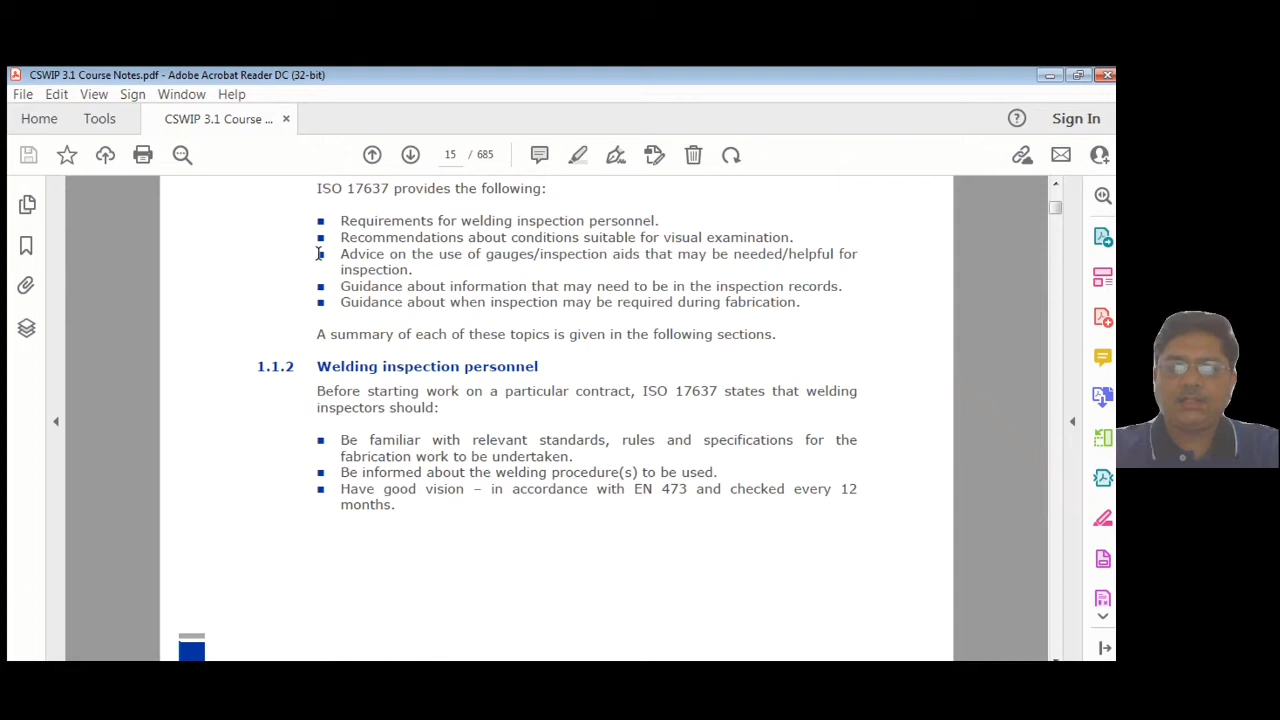 CSWIP 3.1 Course Notes.pdf - Adobe Acrobat Reader DC (32-bit)
File Edit View Sign Window Help
Home Tools CSWIP 3.1 Course ... × Sign In
15 / 685
ISO 17637 provides the following:
Requirements for welding inspection personnel.
Recommendations about conditions suitable for visual examination.
Advice on the use of gauges/inspection aids that may be needed/helpful for
inspection.
Guidance about information that may need to be in the inspection records.
Guidance about when inspection may be required during fabrication.
A summary of each of these topics is given in the following sections.
1.1.2 Welding inspection personnel
Before starting work on a particular contract, ISO 17637 states that welding
inspectors should:
Be familiar with relevant standards, rules and specifications for the
fabrication work to be undertaken.
Be informed about the welding procedure(s) to be used.
Have good vision – in accordance with EN 473 and checked every 12
months.